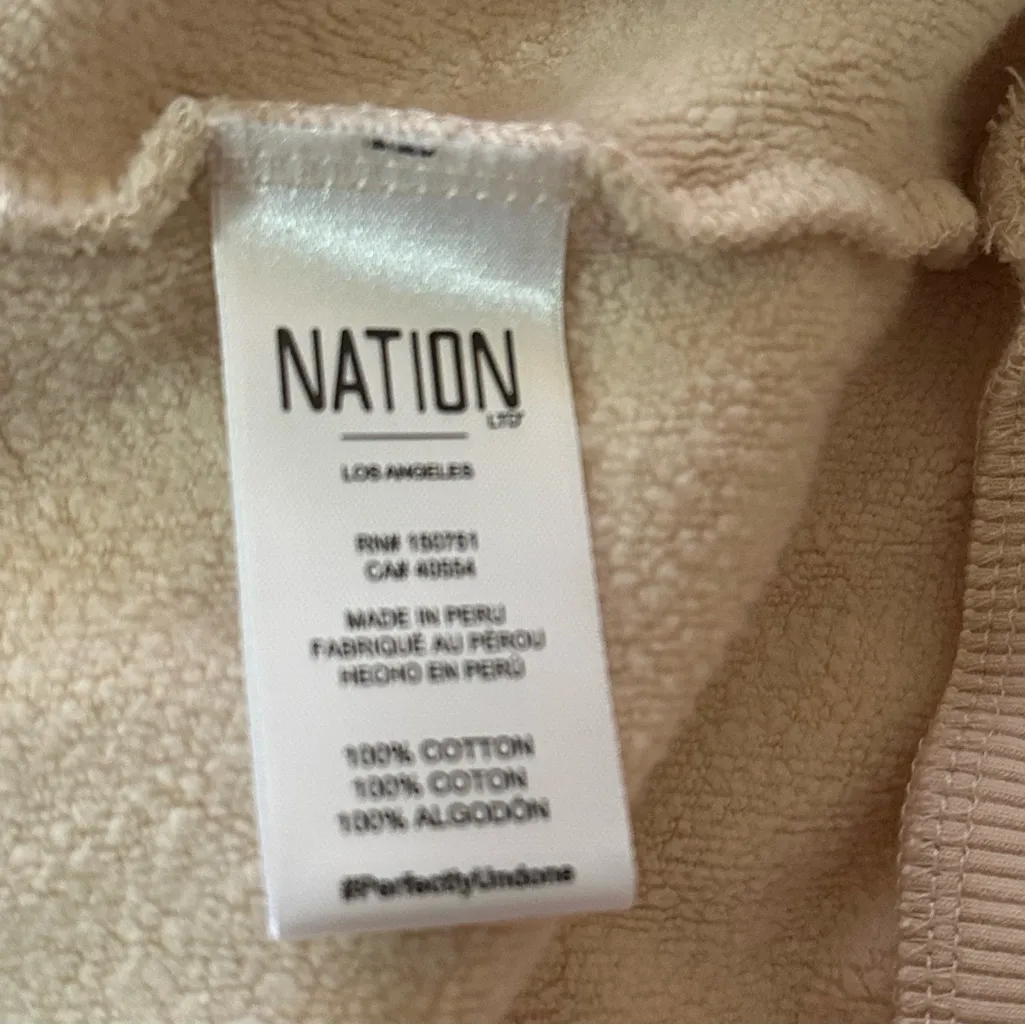 NATION
LTD
LOS ANGELES
RN# 150751
CA# 40554
MADE IN PERU
FABRIQUÉ AU PÉROU
HECHO EN PERÚ
100% COTTON
100% COTON
100% ALGODÓN
#PerfectlyUndone